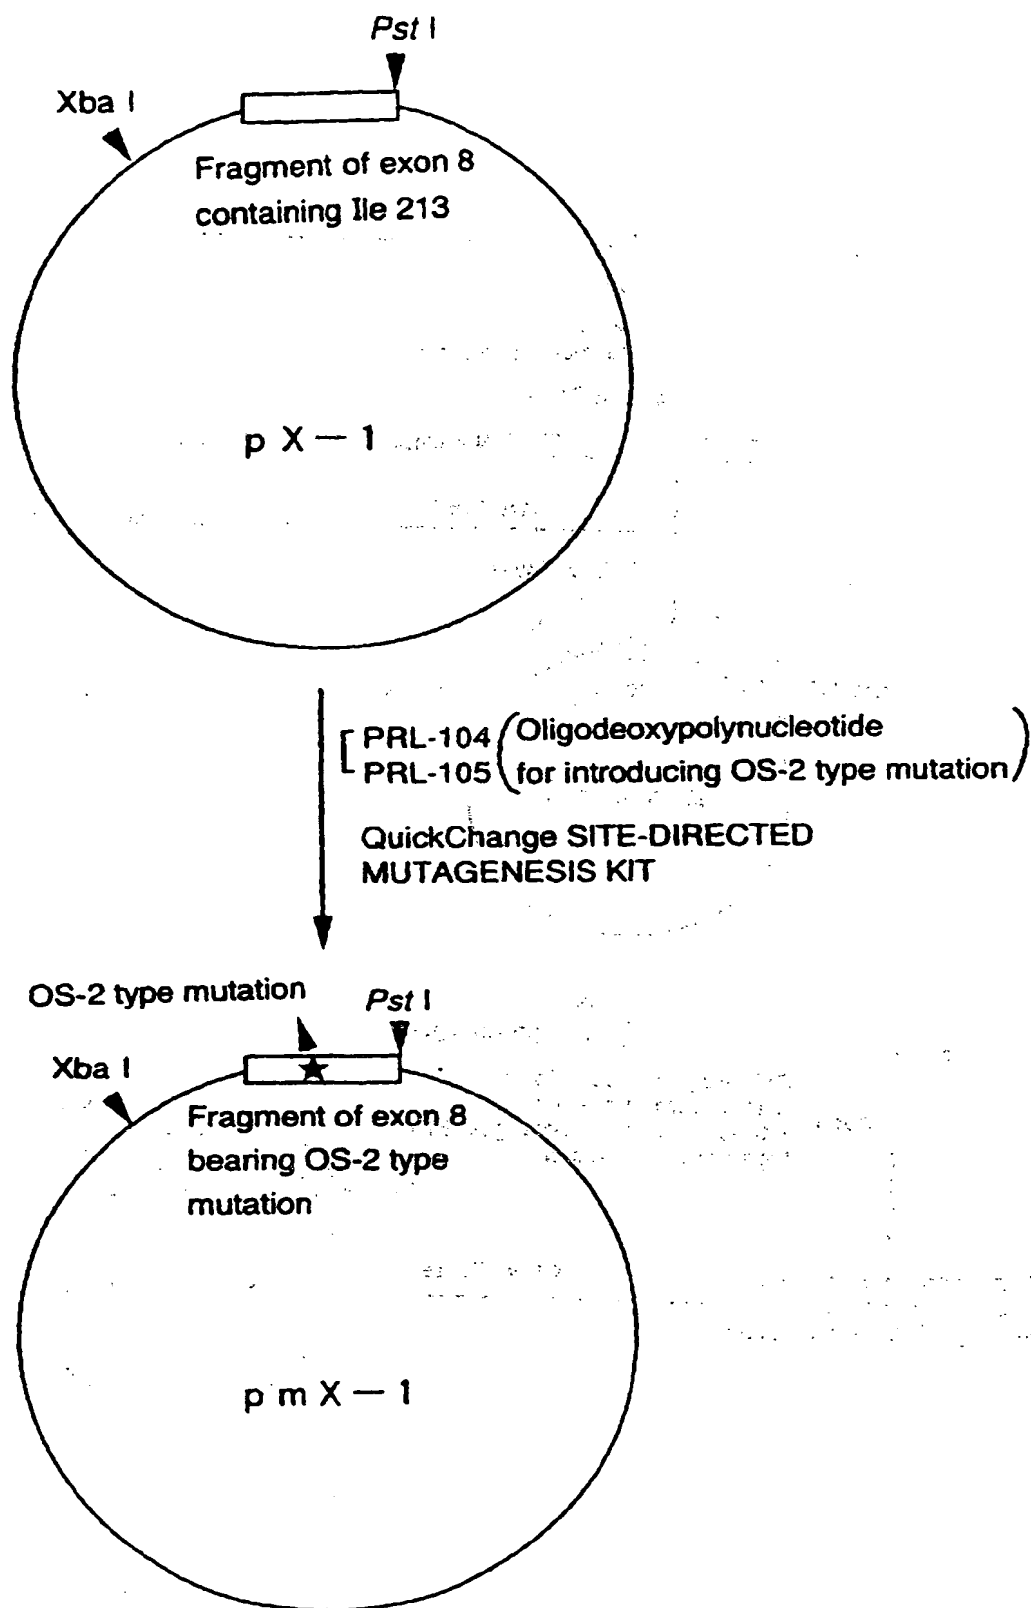 Pst I
Xba I
Fragment of exon 8
containing Ile 213
p X — 1
PRL-104 (Oligodeoxypolynucleotide
PRL-105 for introducing OS-2 type mutation)
QuickChange SITE-DIRECTED
MUTAGENESIS KIT
OS-2 type mutation
Pst I
Xba I
Fragment of exon 8
bearing OS-2 type
mutation
p m X — 1